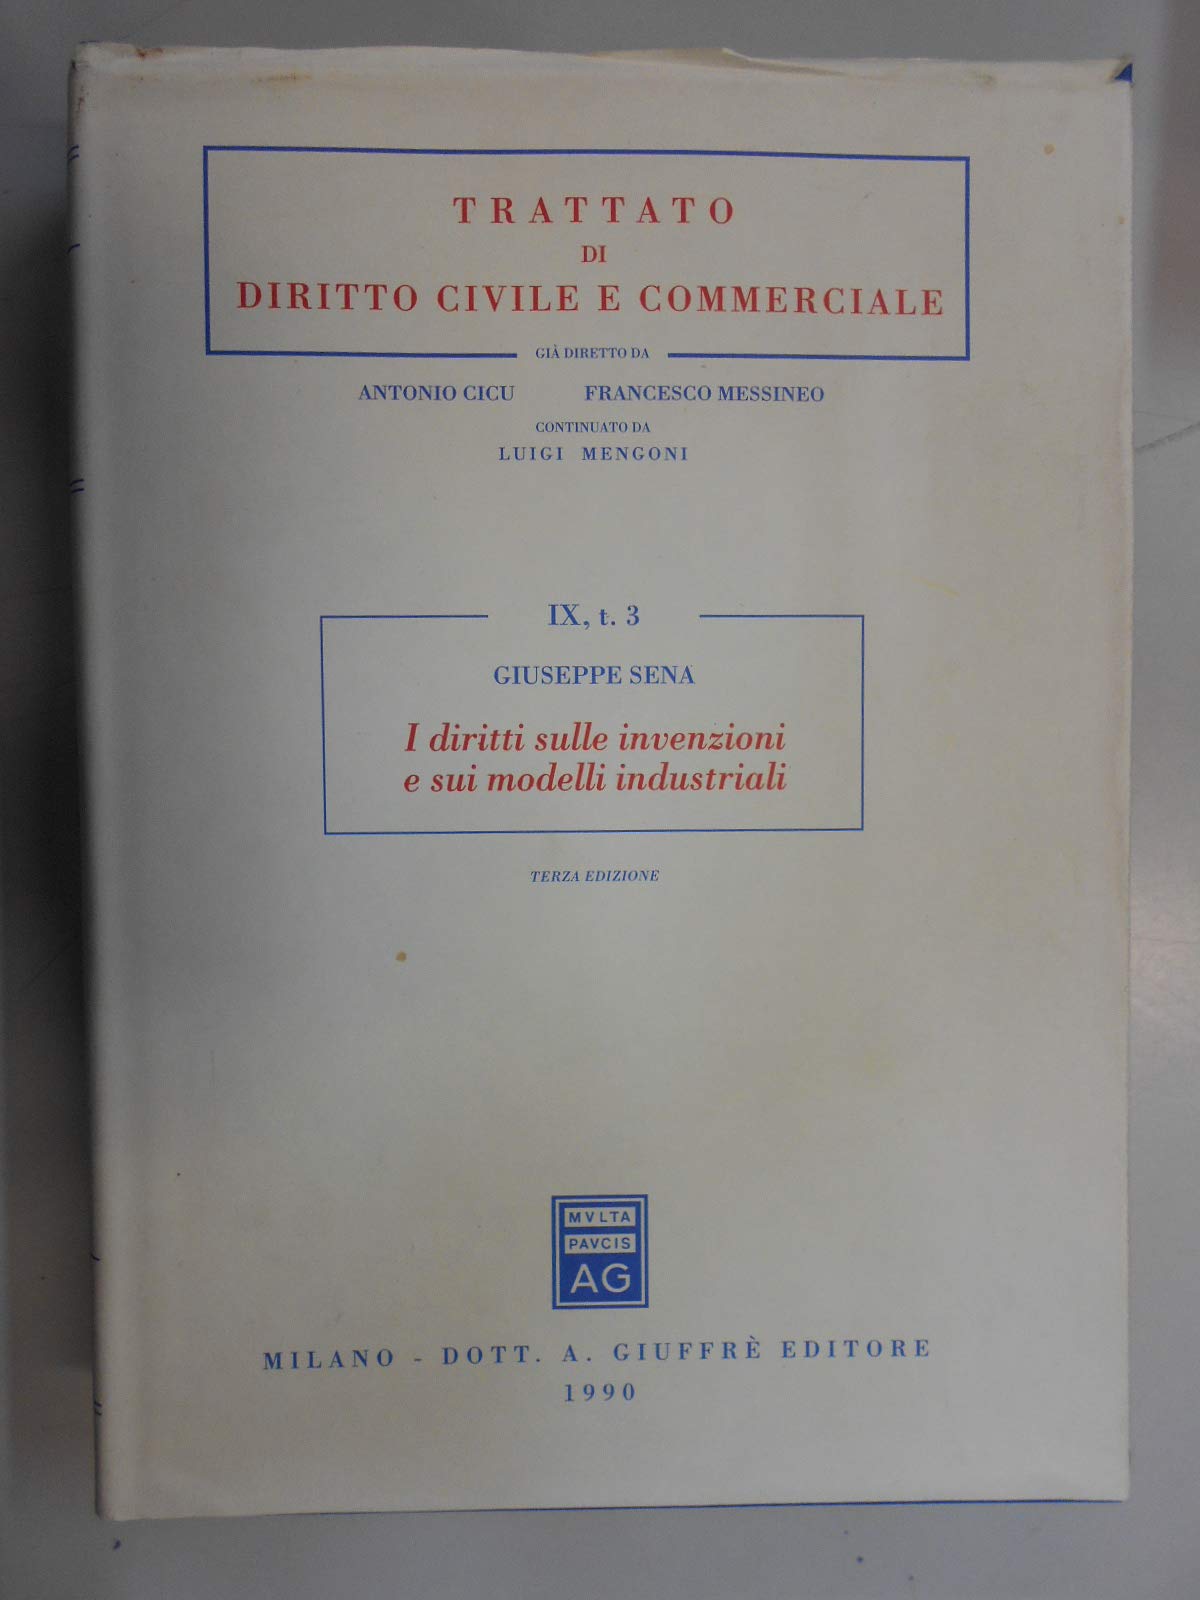 TRATTATO
DI
DIRITTO CIVILE E COMMERCIALE
GIÀ DIRETTO DA
ANTONIO CICU FRANCESCO MESSINEO
CONTINUATO DA
LUIGI MENGONI
IX, t. 3
GIUSEPPE SENA
I diritti sulle invenzioni
e sui modelli industriali
TERZA EDIZIONE
MVLTA
PAVCIS
AG
MILANO - DOTT. A. GIUFFRÈ EDITORE
1990